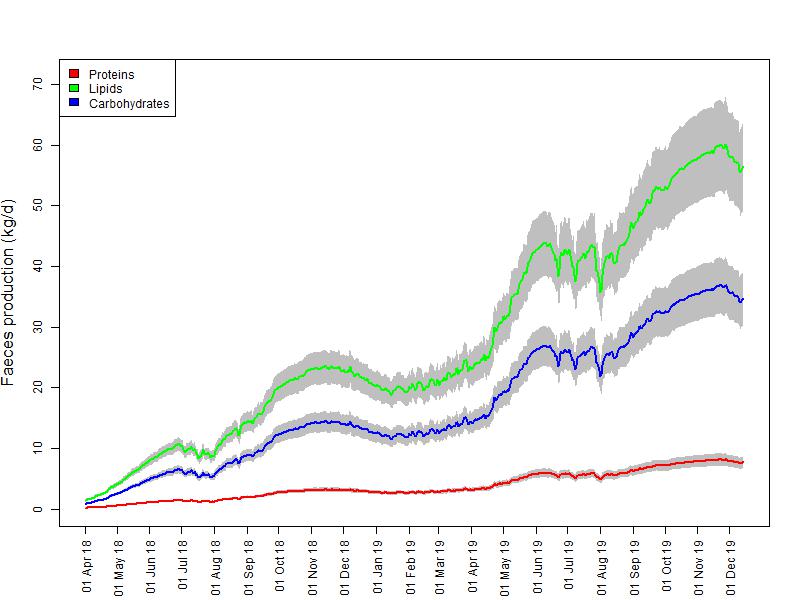 Proteins
Lipids
Carbohydrates
Faeces production (kg/d)
70
60
50
40
30
20
10
0
01 Apr 18
01 May 18
01 Jun 18
01 Jul 18
01 Aug 18
01 Sep 18
01 Oct 18
01 Nov 18
01 Dec 18
01 Jan 19
01 Feb 19
01 Mar 19
01 Apr 19
01 May 19
01 Jun 19
01 Jul 19
01 Aug 19
01 Sep 19
01 Oct 19
01 Nov 19
01 Dec 19